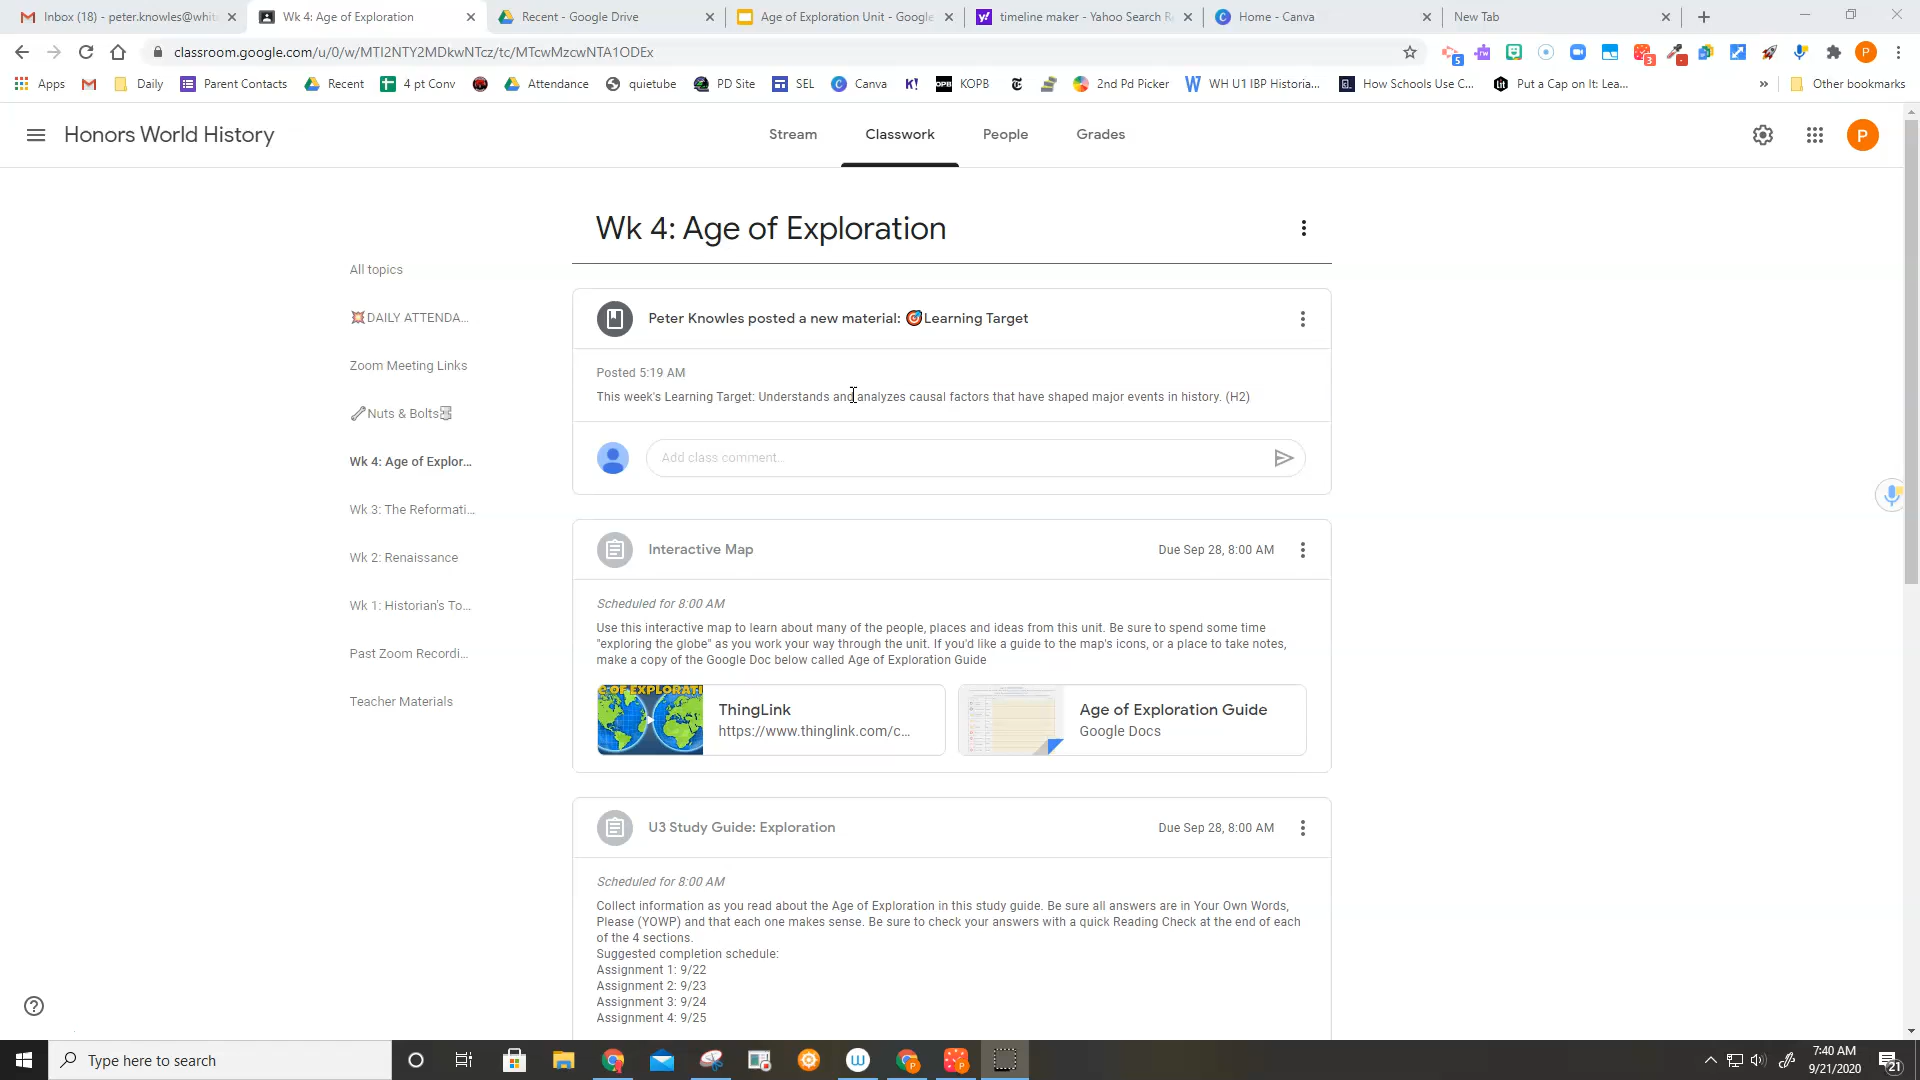 Inbox (18) - peter.knowles@whit
Wk 4: Age of Exploration
Recent - Google Drive
Age of Exploration Unit - Google
timeline maker - Yahoo Search R
Home - Canva
New Tab
classroom.google.com/u/0/w/MTI2NTY2MDkwNTcz/tc/MTcwMzcwNTA1ODEx
5
3
P
Apps
Daily
Parent Contacts
Recent
4 pt Conv
Attendance
quietube
PD Site
SEL
Canva
K!
KOPB
2nd Pd Picker
WH U1 IBP Historia...
How Schools Use C...
Put a Cap on It: Lea...
Other bookmarks
Honors World History
Stream
Classwork
People
Grades
P
Wk 4: Age of Exploration
All topics
💥DAILY ATTENDA...
Zoom Meeting Links
🦴Nuts & Bolts🗜
Wk 4: Age of Explor...
Wk 3: The Reformati...
Wk 2: Renaissance
Wk 1: Historian's To...
Past Zoom Recordi...
Teacher Materials
Peter Knowles posted a new material: 🎯Learning Target
Posted 5:19 AM
This week's Learning Target: Understands and analyzes causal factors that have shaped major events in history. (H2)
Add class comment...
Interactive Map
Due Sep 28, 8:00 AM
Scheduled for 8:00 AM
Use this interactive map to learn about many of the people, places and ideas from this unit. Be sure to spend some time
"exploring the globe" as you work your way through the unit. If you'd like a guide to the map's icons, or a place to take notes,
make a copy of the Google Doc below called Age of Exploration Guide
ThingLink
https://www.thinglink.com/c...
Age of Exploration Guide
Google Docs
U3 Study Guide: Exploration
Due Sep 28, 8:00 AM
Scheduled for 8:00 AM
Collect information as you read about the Age of Exploration in this study guide. Be sure all answers are in Your Own Words,
Please (YOWP) and that each one makes sense. Be sure to check your answers with a quick Reading Check at the end of each
of the 4 sections.
Suggested completion schedule:
Assignment 1: 9/22
Assignment 2: 9/23
Assignment 3: 9/24
Assignment 4: 9/25
Type here to search
7:40 AM
9/21/2020
21